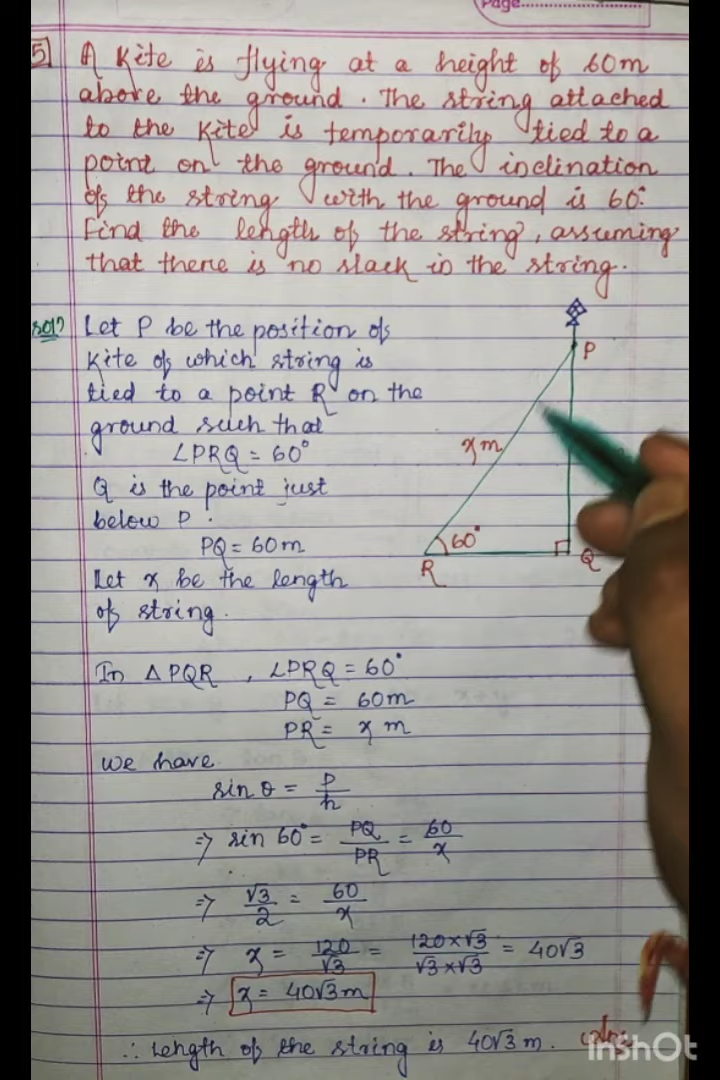 Page
5] A Kite is flying at a height of 60m
above the ground. The string attached
to the Kite is temporarily tied to a
point on the ground. The inclination
of the string with the ground is 60°.
Find the length of the string, assuming
that there is no slack in the string.
soln Let P be the position of
Kite of which string is
tied to a point R on the
ground such that
∠PRQ = 60°
Q is the point just
below P.
PQ = 60m
Let x be the length
of string.
P
x m
60°
R
Q
In △PQR, ∠PRQ = 60°
PQ = 60m
PR = x m
we have
sin θ = p/h
⇒ sin 60° = PQ/PR = 60/x
⇒ √3/2 = 60/x
⇒ x = 120/√3 = 120×√3/√3×√3 = 40√3
⇒ x = 40√3 m
∴ Length of the string is 40√3 m.
InShOt